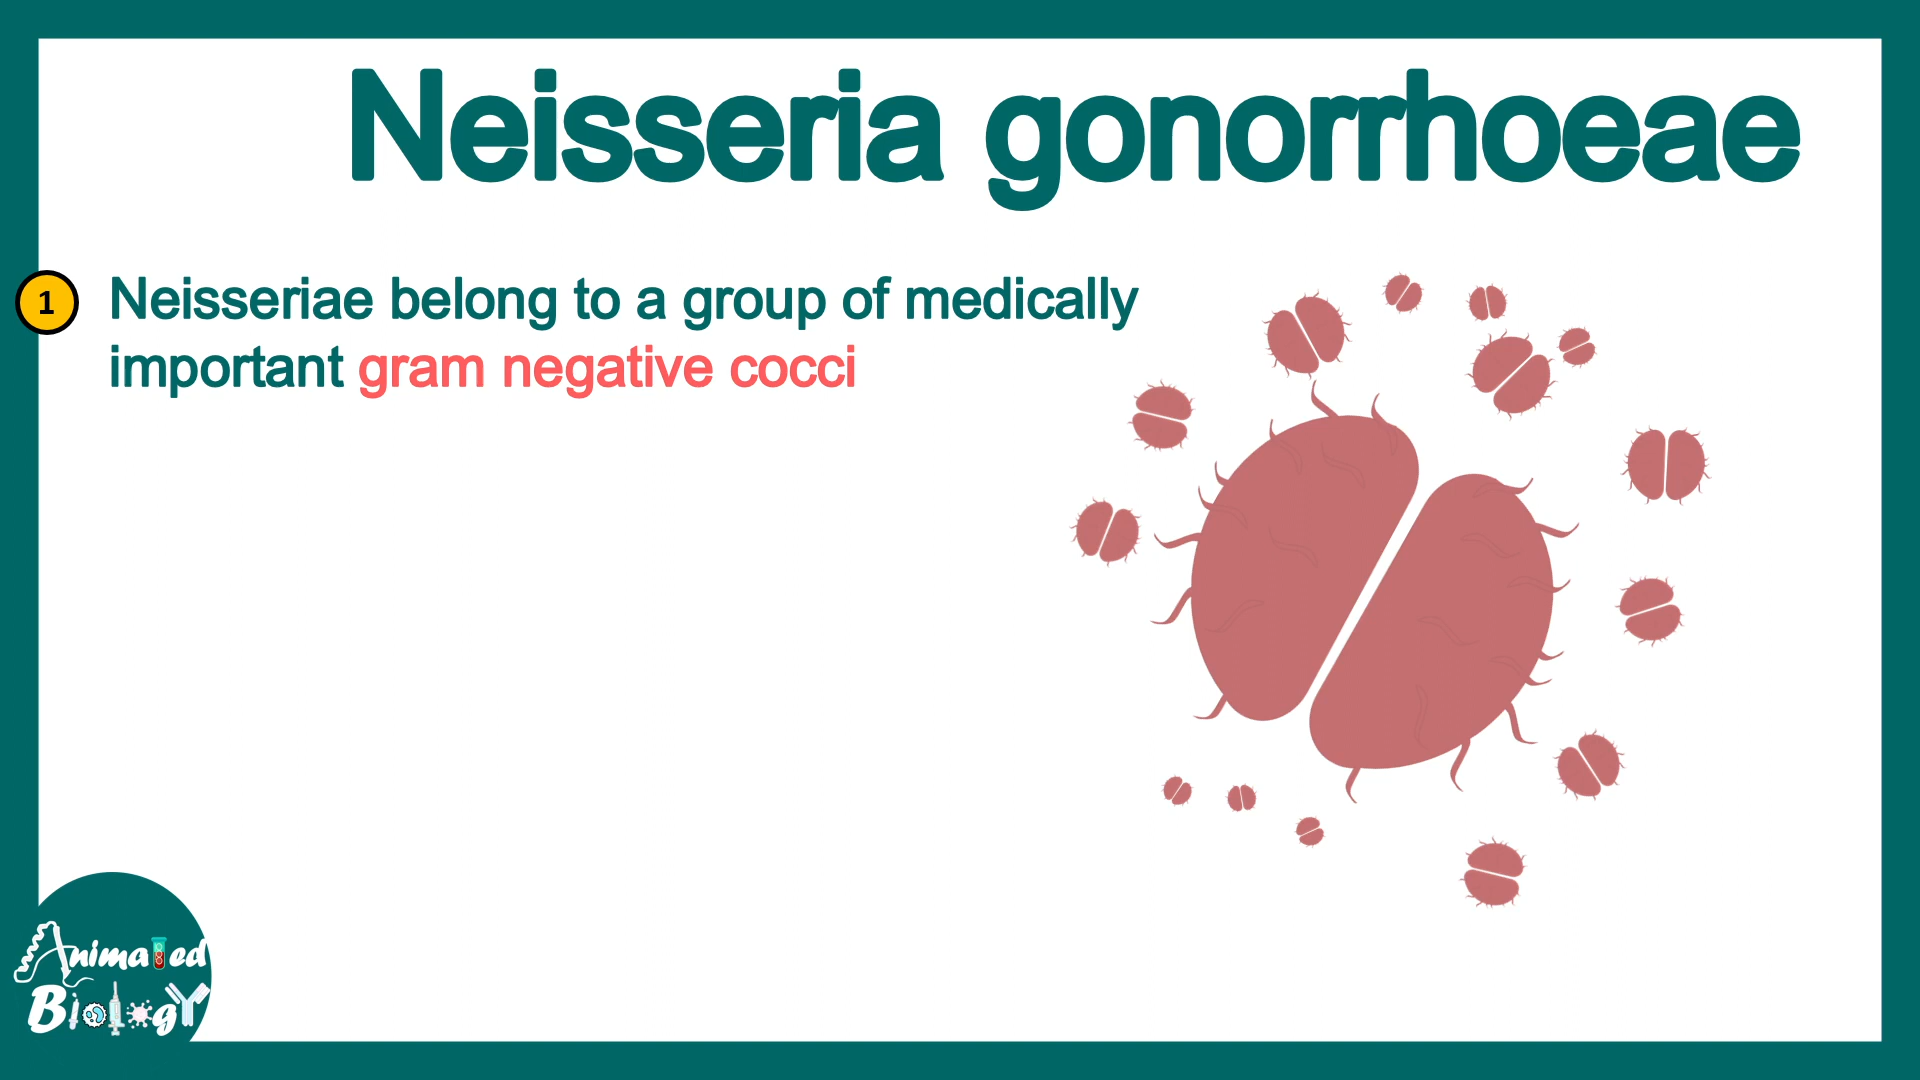 Neisseria gonorrhoeae
1
Neisseriae belong to a group of medically
important gram negative cocci
Animated
Biology